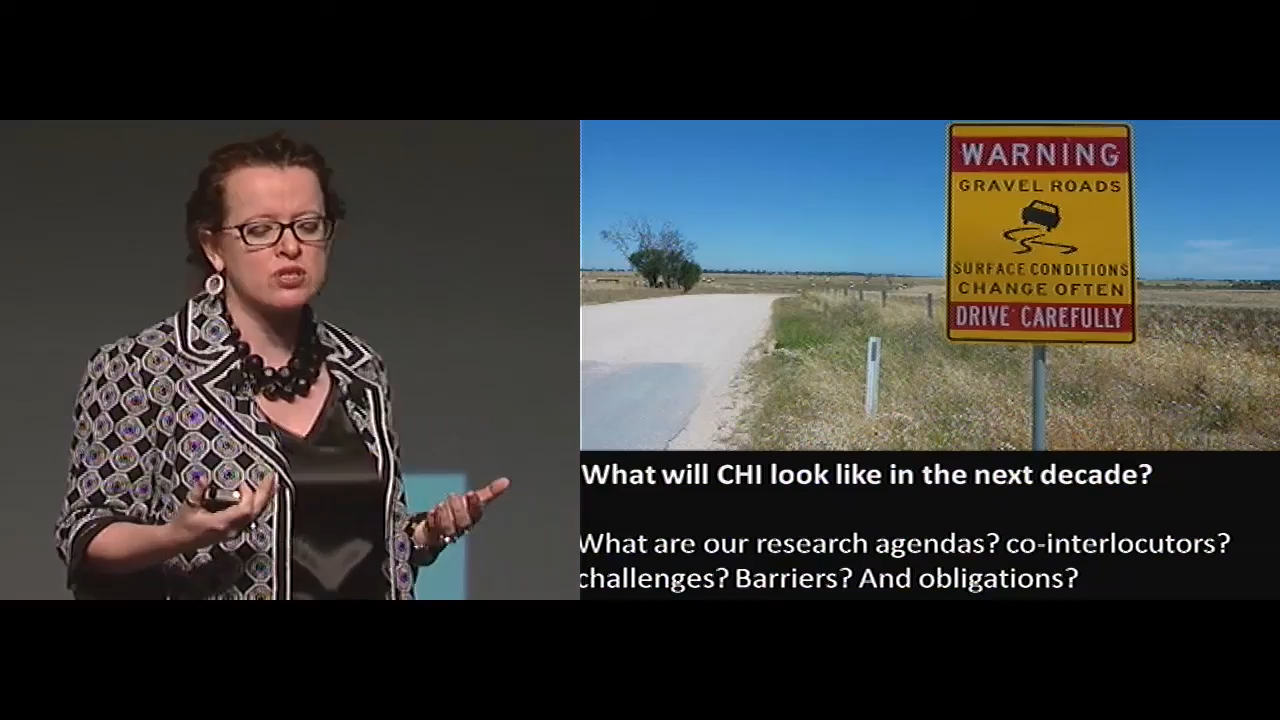 WARNING
GRAVEL ROADS
SURFACE CONDITIONS
CHANGE OFTEN
DRIVE CAREFULLY
What will CHI look like in the next decade?
What are our research agendas? co-interlocutors?
challenges? Barriers? And obligations?